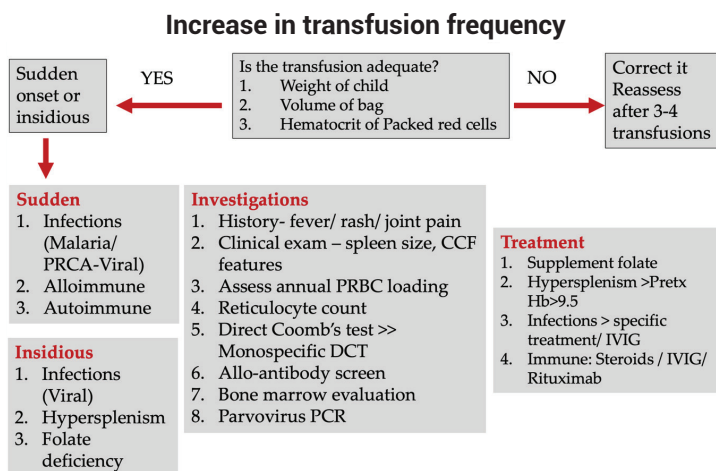 Increase in transfusion frequency
Sudden
onset or
insidious
YES
Is the transfusion adequate?
1. Weight of child
2. Volume of bag
3. Hematocrit of Packed red cells
NO
Correct it
Reassess
after 3-4
transfusions
Sudden
1. Infections
(Malaria/
PRCA-Viral)
2. Alloimmune
3. Autoimmune
Insidious
1. Infections
(Viral)
2. Hypersplenism
3. Folate
deficiency
Investigations
1. History- fever/ rash/ joint pain
2. Clinical exam – spleen size, CCF
features
3. Assess annual PRBC loading
4. Reticulocyte count
5. Direct Coomb's test >>
Monospecific DCT
6. Allo-antibody screen
7. Bone marrow evaluation
8. Parvovirus PCR
Treatment
1. Supplement folate
2. Hypersplenism >Pretx
Hb>9.5
3. Infections > specific
treatment/ IVIG
4. Immune: Steroids / IVIG/
Rituximab